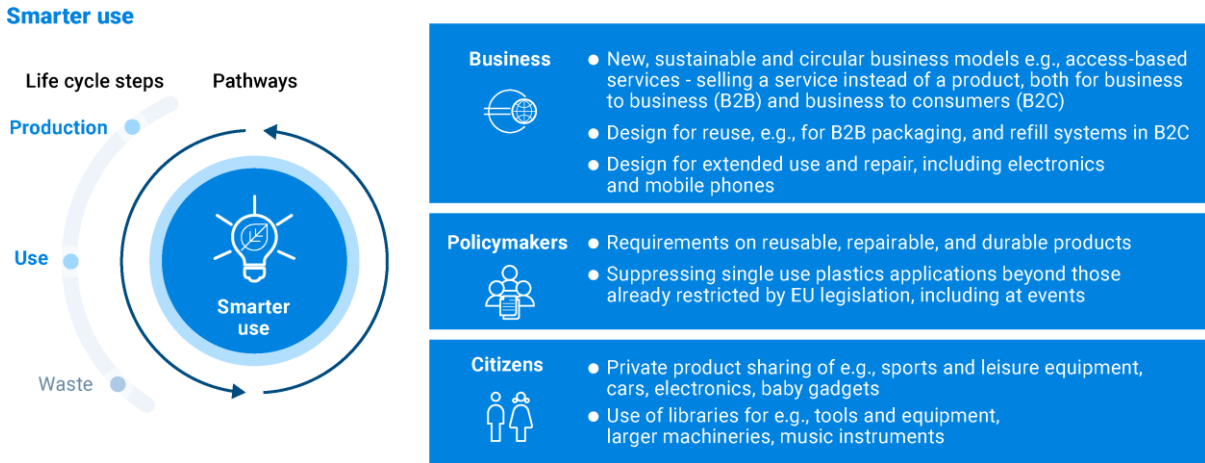 Smarter use
Life cycle steps
Pathways
Production
Use
Waste
Smarter
use
Business
● New, sustainable and circular business models e.g., access-based
services - selling a service instead of a product, both for business
to business (B2B) and business to consumers (B2C)
● Design for reuse, e.g., for B2B packaging, and refill systems in B2C
● Design for extended use and repair, including electronics
and mobile phones
Policymakers
● Requirements on reusable, repairable, and durable products
● Suppressing single use plastics applications beyond those
already restricted by EU legislation, including at events
Citizens
● Private product sharing of e.g., sports and leisure equipment,
cars, electronics, baby gadgets
● Use of libraries for e.g., tools and equipment,
larger machineries, music instruments